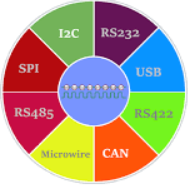 I2C
RS232
USB
RS422
CAN
Microwire
RS485
SPI